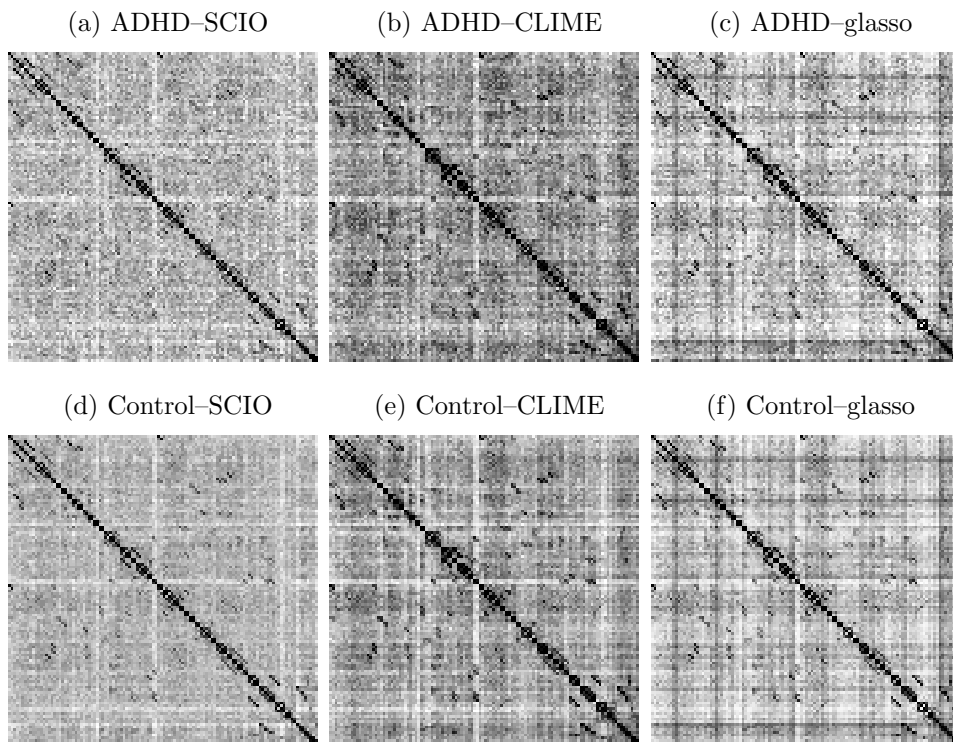 (a) ADHD–SCIO
(b) ADHD–CLIME
(c) ADHD–glasso
(d) Control–SCIO
(e) Control–CLIME
(f) Control–glasso